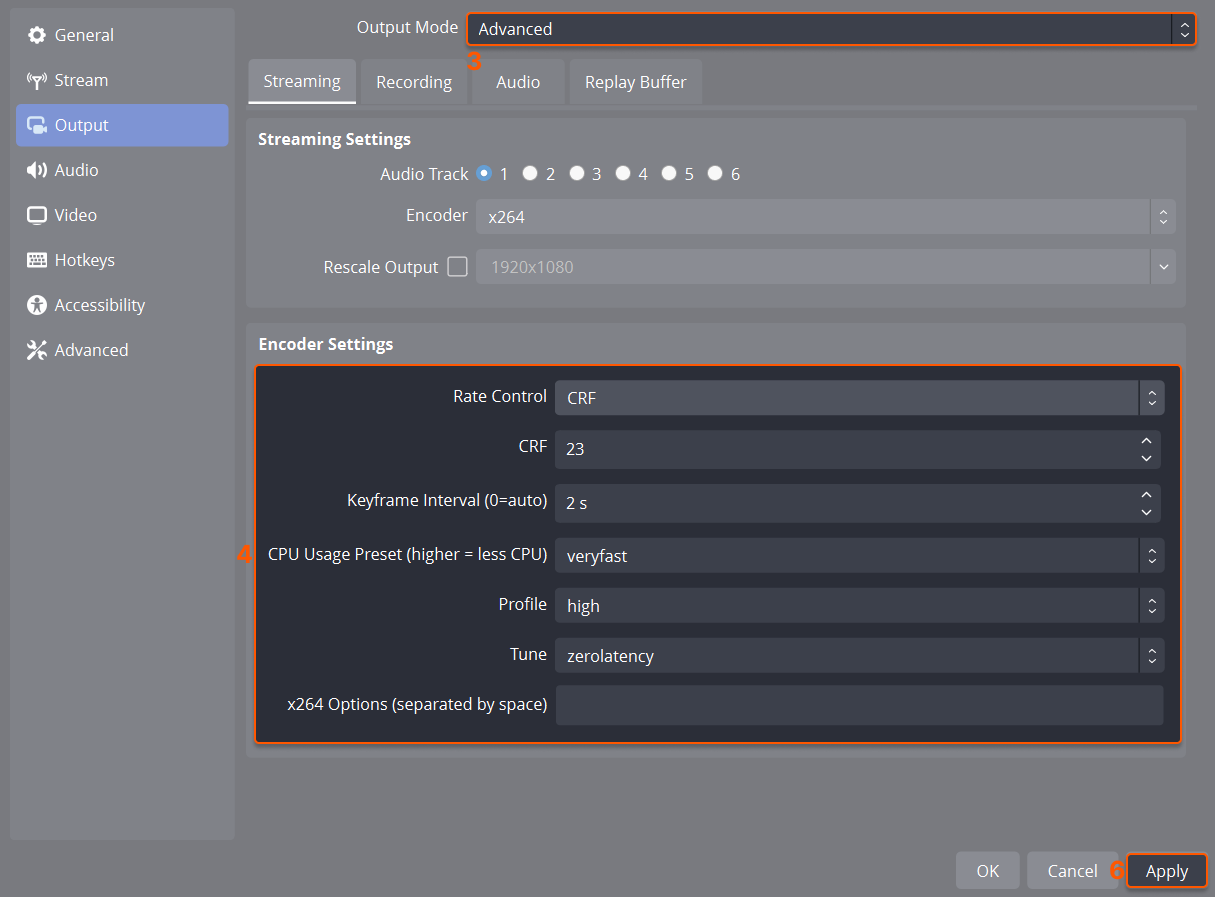 General
Stream
Output
Audio
Video
Hotkeys
Accessibility
Advanced
Output Mode Advanced
3
Streaming Recording Audio Replay Buffer
Streaming Settings
Audio Track 1 2 3 4 5 6
Encoder x264
Rescale Output 1920x1080
Encoder Settings
Rate Control CRF
CRF 23
Keyframe Interval (0=auto) 2 s
4 CPU Usage Preset (higher = less CPU) veryfast
Profile high
Tune zerolatency
x264 Options (separated by space)
OK Cancel 6 Apply